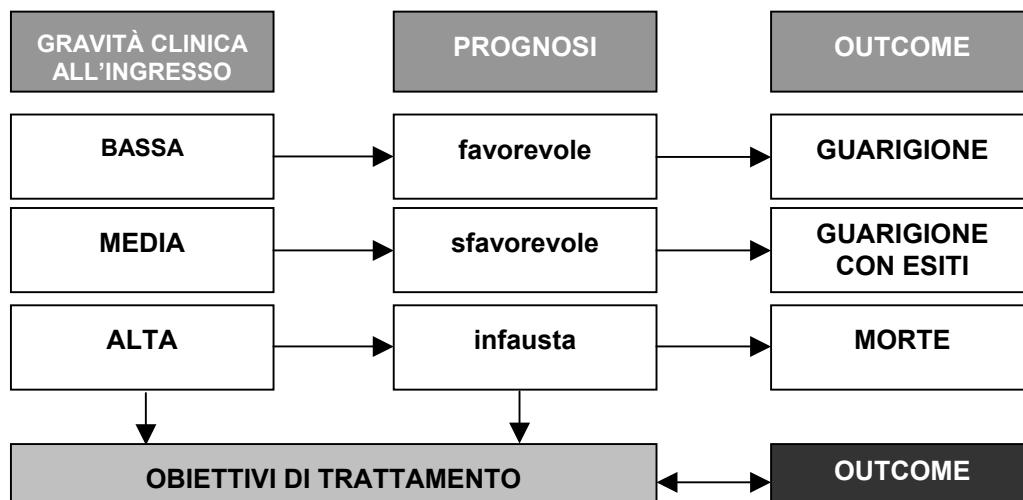 GRAVITÀ CLINICA
ALL'INGRESSO
PROGNOSI
OUTCOME
BASSA
favorevole
GUARIGIONE
MEDIA
sfavorevole
GUARIGIONE
CON ESITI
ALTA
infausta
MORTE
OBIETTIVI DI TRATTAMENTO
OUTCOME